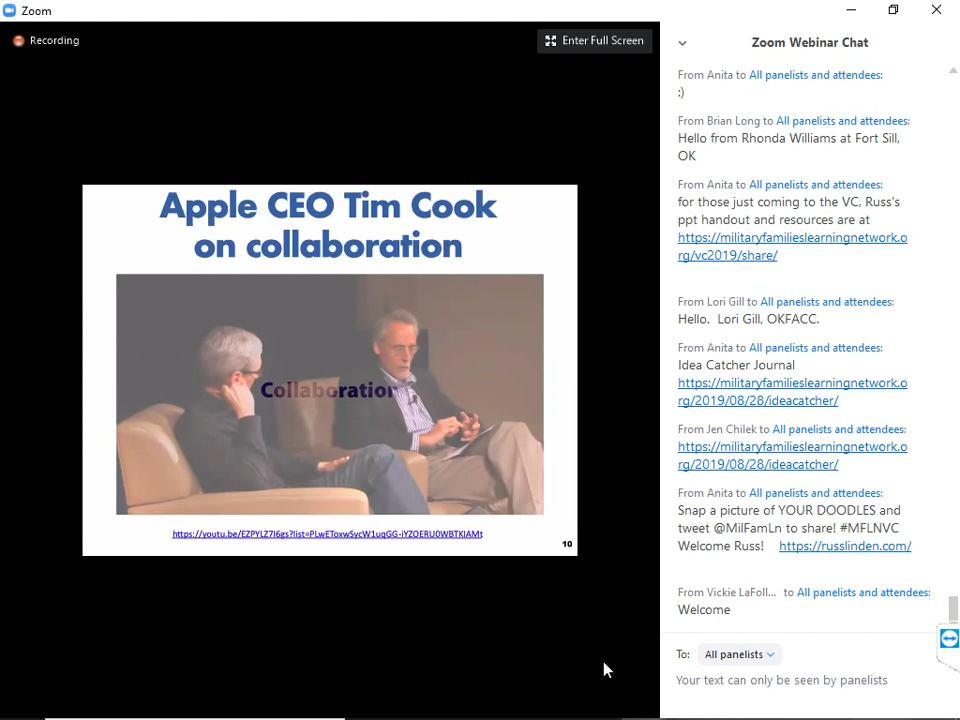 Zoom
Recording
Enter Full Screen
Apple CEO Tim Cook
on collaboration
Collaboration
https://youtu.be/EZPYLZ7I6gs?list=PLwEToxwSycW1uqGG-iYZOERU0WBTKIAMt
10
Zoom Webinar Chat
From Anita to All panelists and attendees:
:)
From Brian Long to All panelists and attendees:
Hello from Rhonda Williams at Fort Sill,
OK
From Anita to All panelists and attendees:
for those just coming to the VC, Russ's
ppt handout and resources are at
https://militaryfamilieslearningnetwork.o
rg/vc2019/share/
From Lori Gill to All panelists and attendees:
Hello.  Lori Gill, OKFACC.
From Anita to All panelists and attendees:
Idea Catcher Journal
https://militaryfamilieslearningnetwork.o
rg/2019/08/28/ideacatcher/
From Jen Chilek to All panelists and attendees:
https://militaryfamilieslearningnetwork.o
rg/2019/08/28/ideacatcher/
From Anita to All panelists and attendees:
Snap a picture of YOUR DOODLES and
tweet @MilFamLn to share! #MFLNVC
Welcome Russ!    https://russlinden.com/
From Vickie LaFoll...  to All panelists and attendees:
Welcome
To: All panelists
Your text can only be seen by panelists